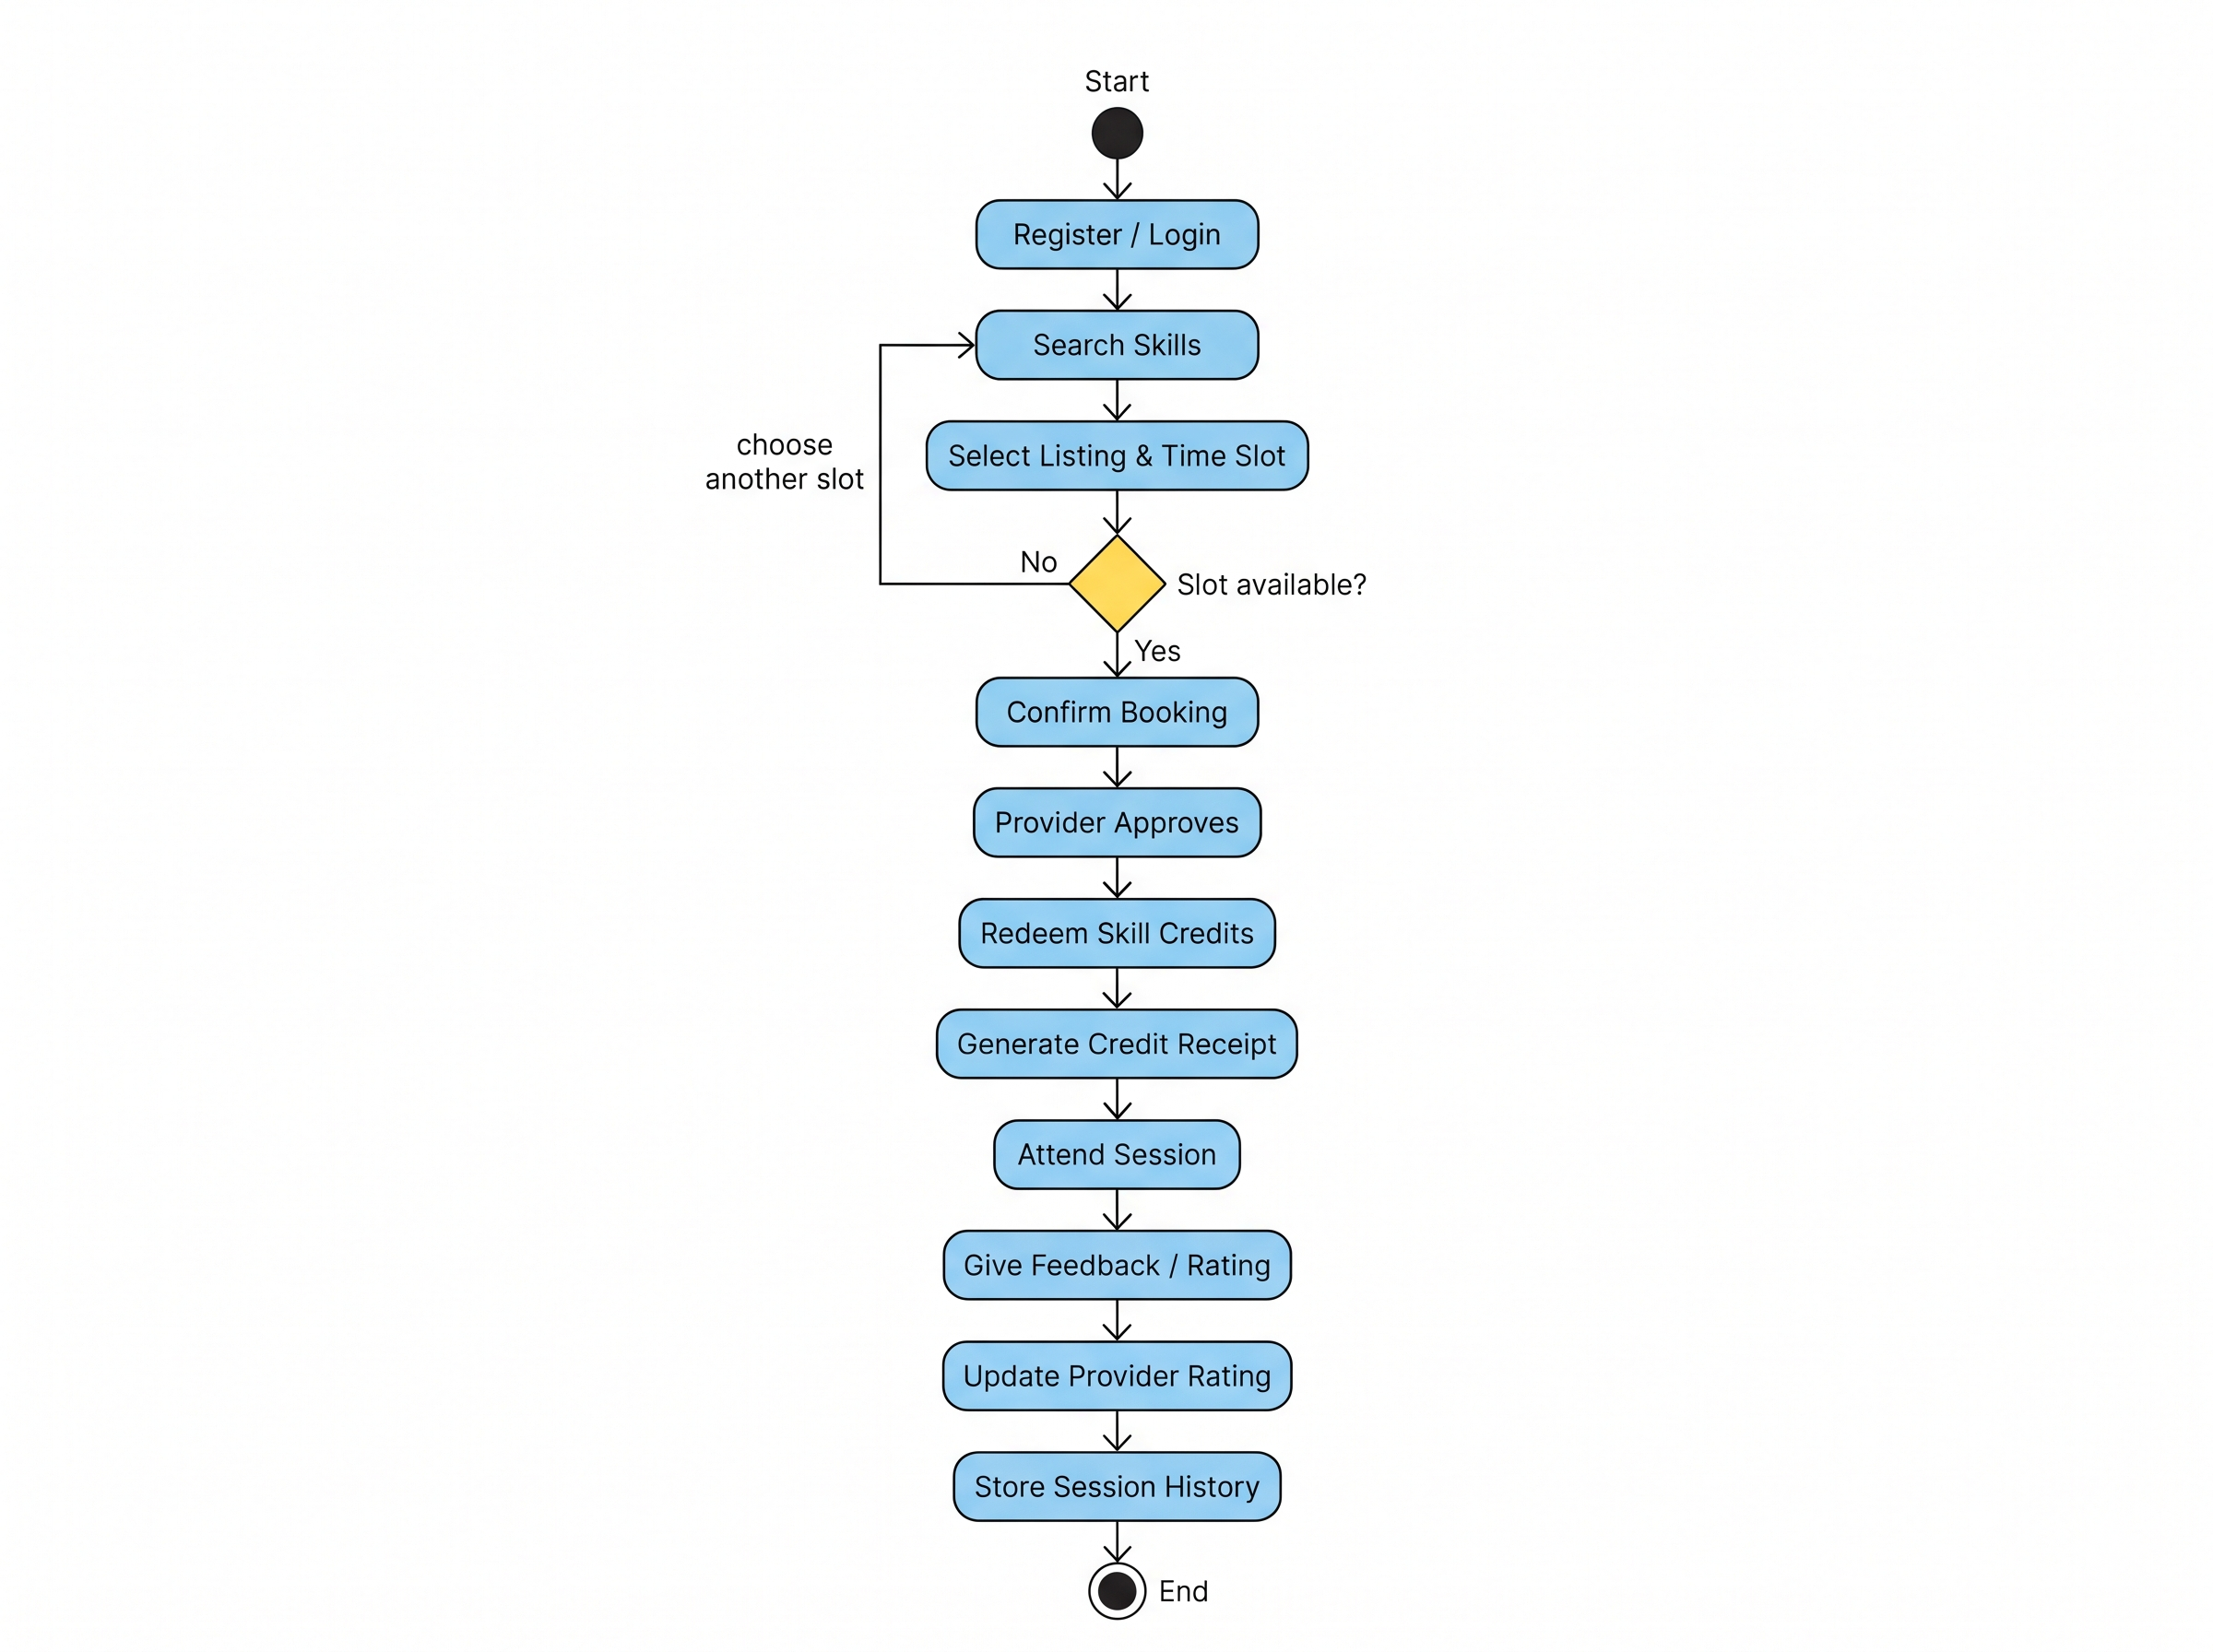 Start
Register / Login
Search Skills
choose
another slot
Select Listing & Time Slot
No
Slot available?
Yes
Confirm Booking
Provider Approves
Redeem Skill Credits
Generate Credit Receipt
Attend Session
Give Feedback / Rating
Update Provider Rating
Store Session History
End